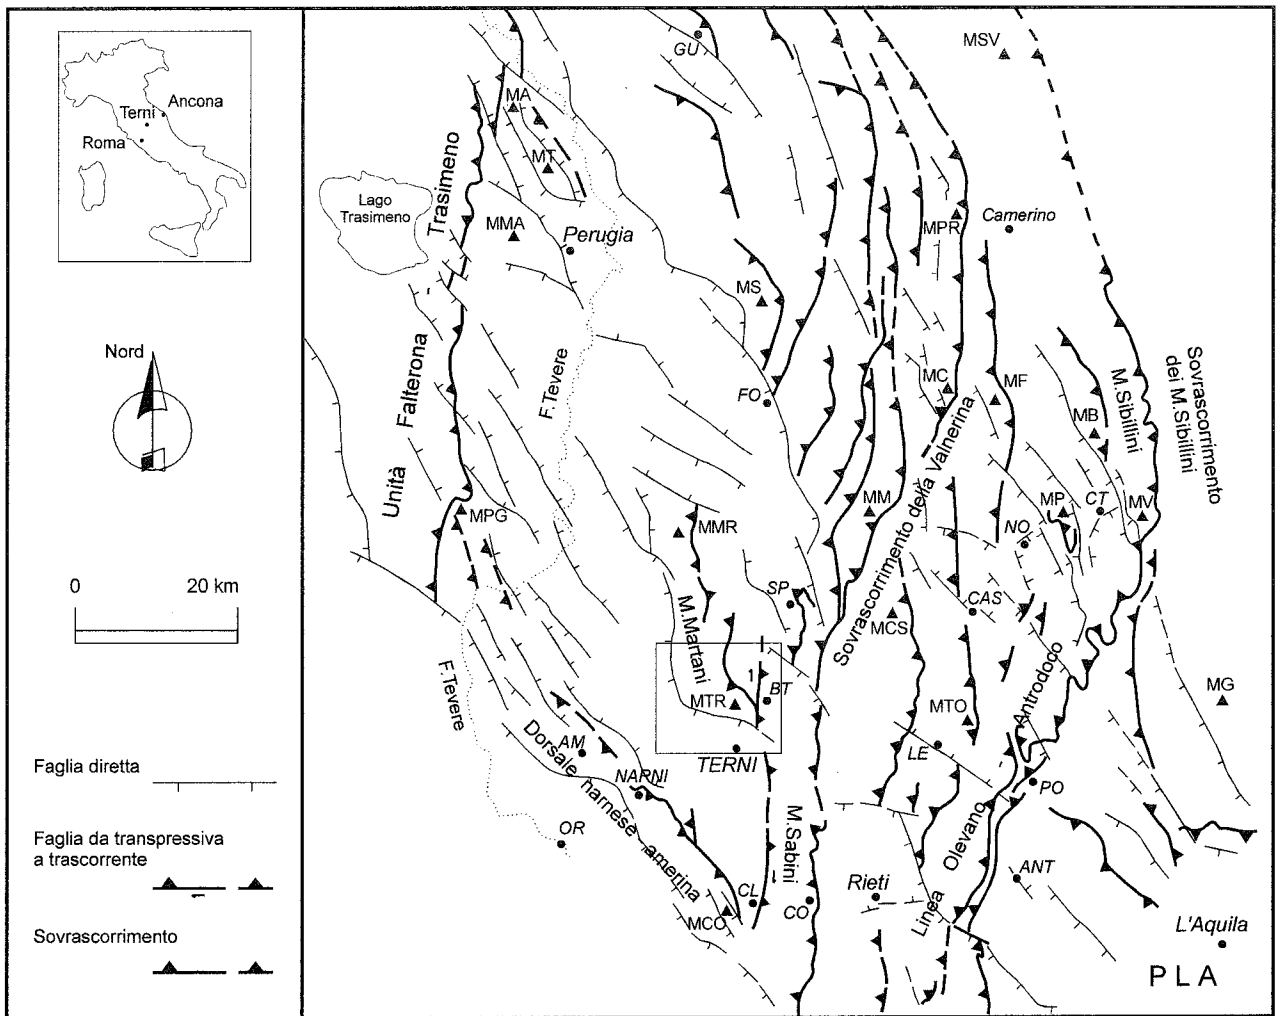 Ancona
Terni
Roma
Nord
0 20 km
Faglia diretta
Faglia da transpressiva
a trascorrente
Sovrascorrimento
Lago
Trasimeno
Unità Falterona Trasimeno
MA
MT
MMA
Perugia
F.Tevere
MPG
F.Tevere
GU
MSV
MS
FO
MPR
Camerino
MC
MF
MB
M.Sibillini
Sovrascorrimento
dei M.Sibillini
MM
Sovrascorrimento della Valnerina
MP
CT
MV
NO
MMR
SP
M.Martani
MCS
CAS
1
BT
MTR
TERNI
MTO
LE
MG
AM
Dorsale narnese amerina
NARNI
OR
M.Sabini
CL
CO
MCO
Rieti
Linea Olevano Antrodoco
PO
ANT
L'Aquila
PLA